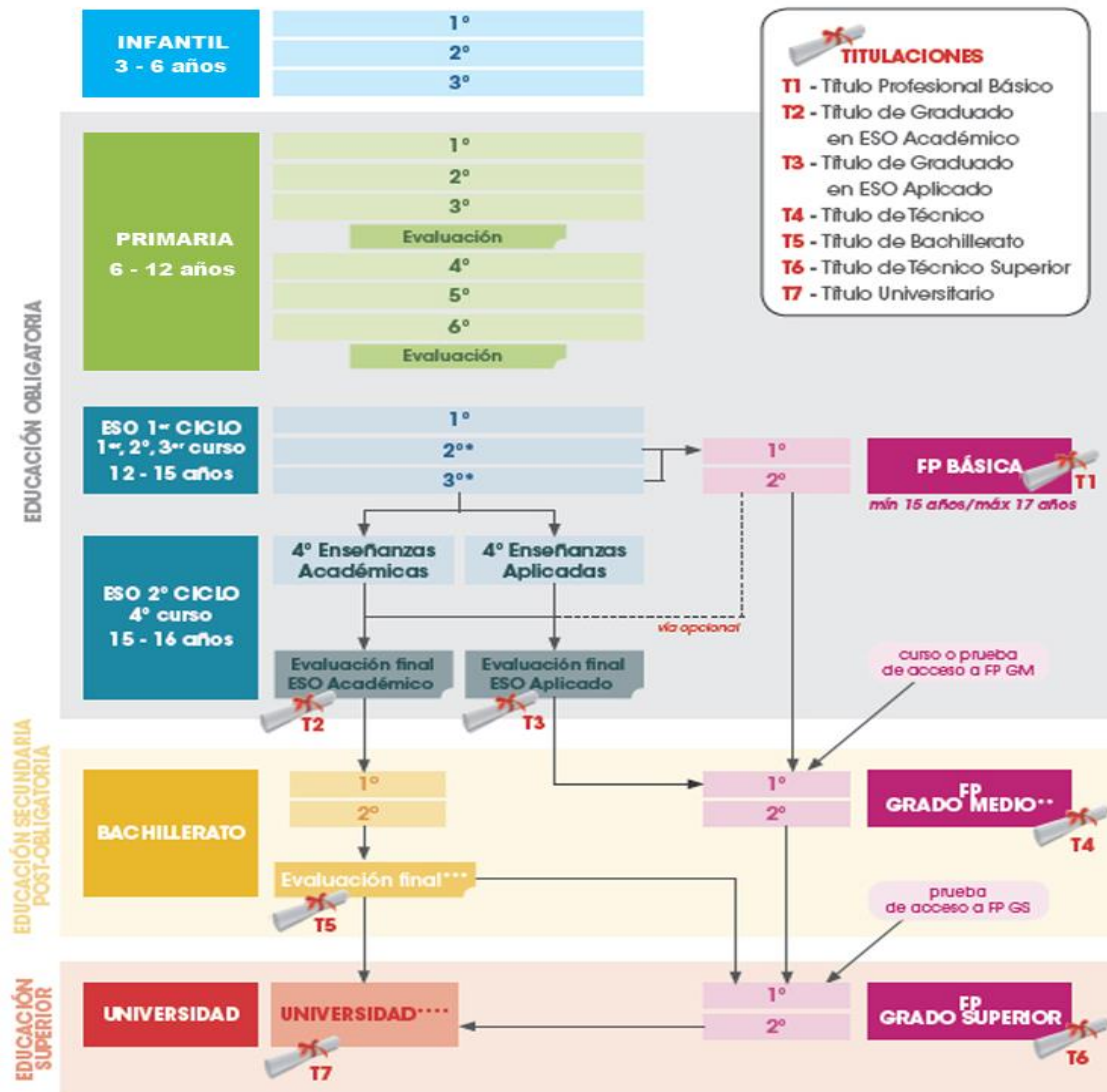 INFANTIL
3 - 6 años
1º
2º
3º
TITULACIONES
T1 - Título Profesional Básico
T2 - Título de Graduado
en ESO Académico
T3 - Título de Graduado
en ESO Aplicado
T4 - Título de Técnico
T5 - Título de Bachillerato
T6 - Título de Técnico Superior
T7 - Título Universitario
EDUCACIÓN OBLIGATORIA
PRIMARIA
6 - 12 años
1º
2º
3º
Evaluación
4º
5º
6º
Evaluación
ESO 1er CICLO
1er, 2º, 3er curso
12 - 15 años
1º
2º*
3º*
1º
2º
FP BÁSICA
T1
mín 15 años/máx 17 años
ESO 2º CICLO
4º curso
15 - 16 años
4º Enseñanzas
Académicas
4º Enseñanzas
Aplicadas
vía opcional
Evaluación final
ESO Académico
T2
Evaluación final
ESO Aplicado
T3
curso o prueba
de acceso a FP GM
EDUCACIÓN SECUNDARIA
POST-OBLIGATORIA
BACHILLERATO
1º
2º
Evaluación final***
T5
1º
2º
FP
GRADO MEDIO**
T4
prueba
de acceso a FP GS
EDUCACIÓN
SUPERIOR
UNIVERSIDAD
UNIVERSIDAD****
T7
1º
2º
FP
GRADO SUPERIOR
T6